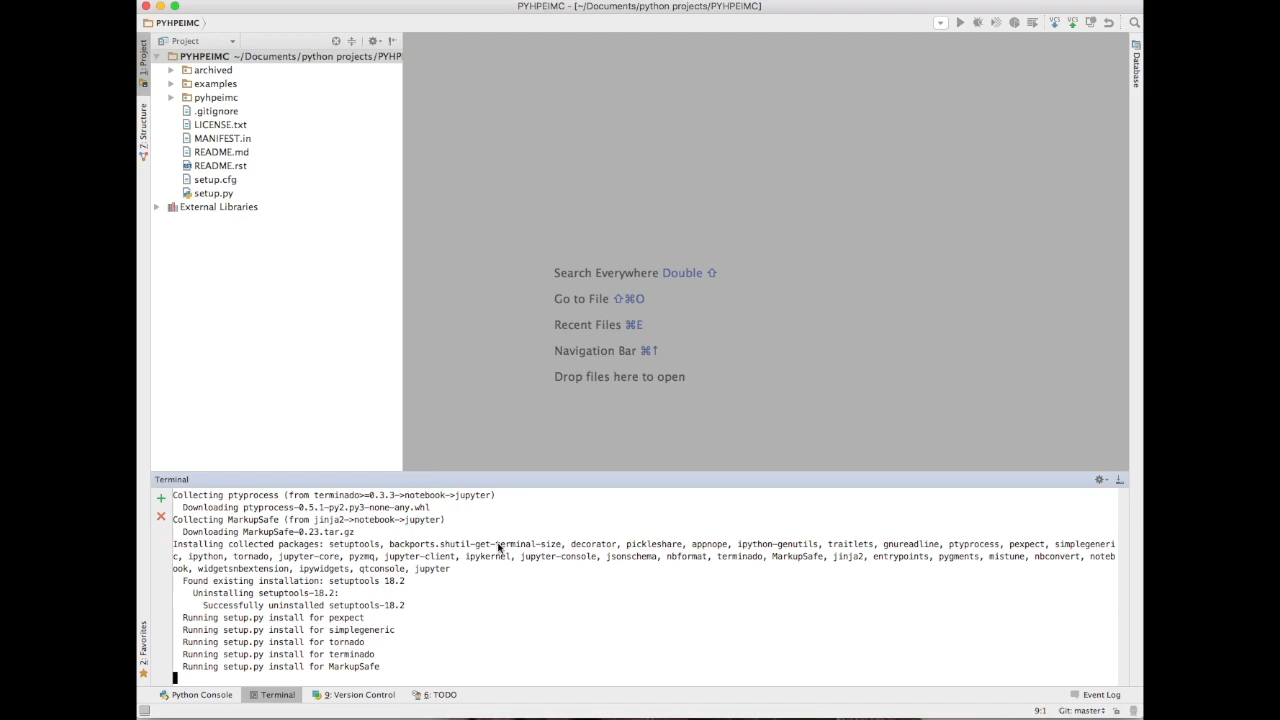 PYHPEIMC - [~/Documents/python projects/PYHPEIMC]
PYHPEIMC
Project
PYHPEIMC ~/Documents/python projects/PYHP
archived
examples
pyhpeimc
.gitignore
LICENSE.txt
MANIFEST.in
README.md
README.rst
setup.cfg
setup.py
External Libraries
1: Project
7: Structure
2: Favorites
VCS
VCS
Database
Search Everywhere Double ⇧
Go to File ⇧⌘O
Recent Files ⌘E
Navigation Bar ⌘↑
Drop files here to open
Terminal
Collecting ptyprocess (from terminado>=0.3.3->notebook->jupyter)
Downloading ptyprocess-0.5.1-py2.py3-none-any.whl
Collecting MarkupSafe (from jinja2->notebook->jupyter)
Downloading MarkupSafe-0.23.tar.gz
Installing collected packages: setuptools, backports.shutil-get-terminal-size, decorator, pickleshare, appnope, ipython-genutils, traitlets, gnureadline, ptyprocess, pexpect, simplegeneri
c, ipython, tornado, jupyter-core, pyzmq, jupyter-client, ipykernel, jupyter-console, jsonschema, nbformat, terminado, MarkupSafe, jinja2, entrypoints, pygments, mistune, nbconvert, noteb
ook, widgetsnbextension, ipywidgets, qtconsole, jupyter
Found existing installation: setuptools 18.2
Uninstalling setuptools-18.2:
Successfully uninstalled setuptools-18.2
Running setup.py install for pexpect
Running setup.py install for simplegeneric
Running setup.py install for tornado
Running setup.py install for terminado
Running setup.py install for MarkupSafe
Python Console
Terminal
9: Version Control
6: TODO
Event Log
9:1
Git: master